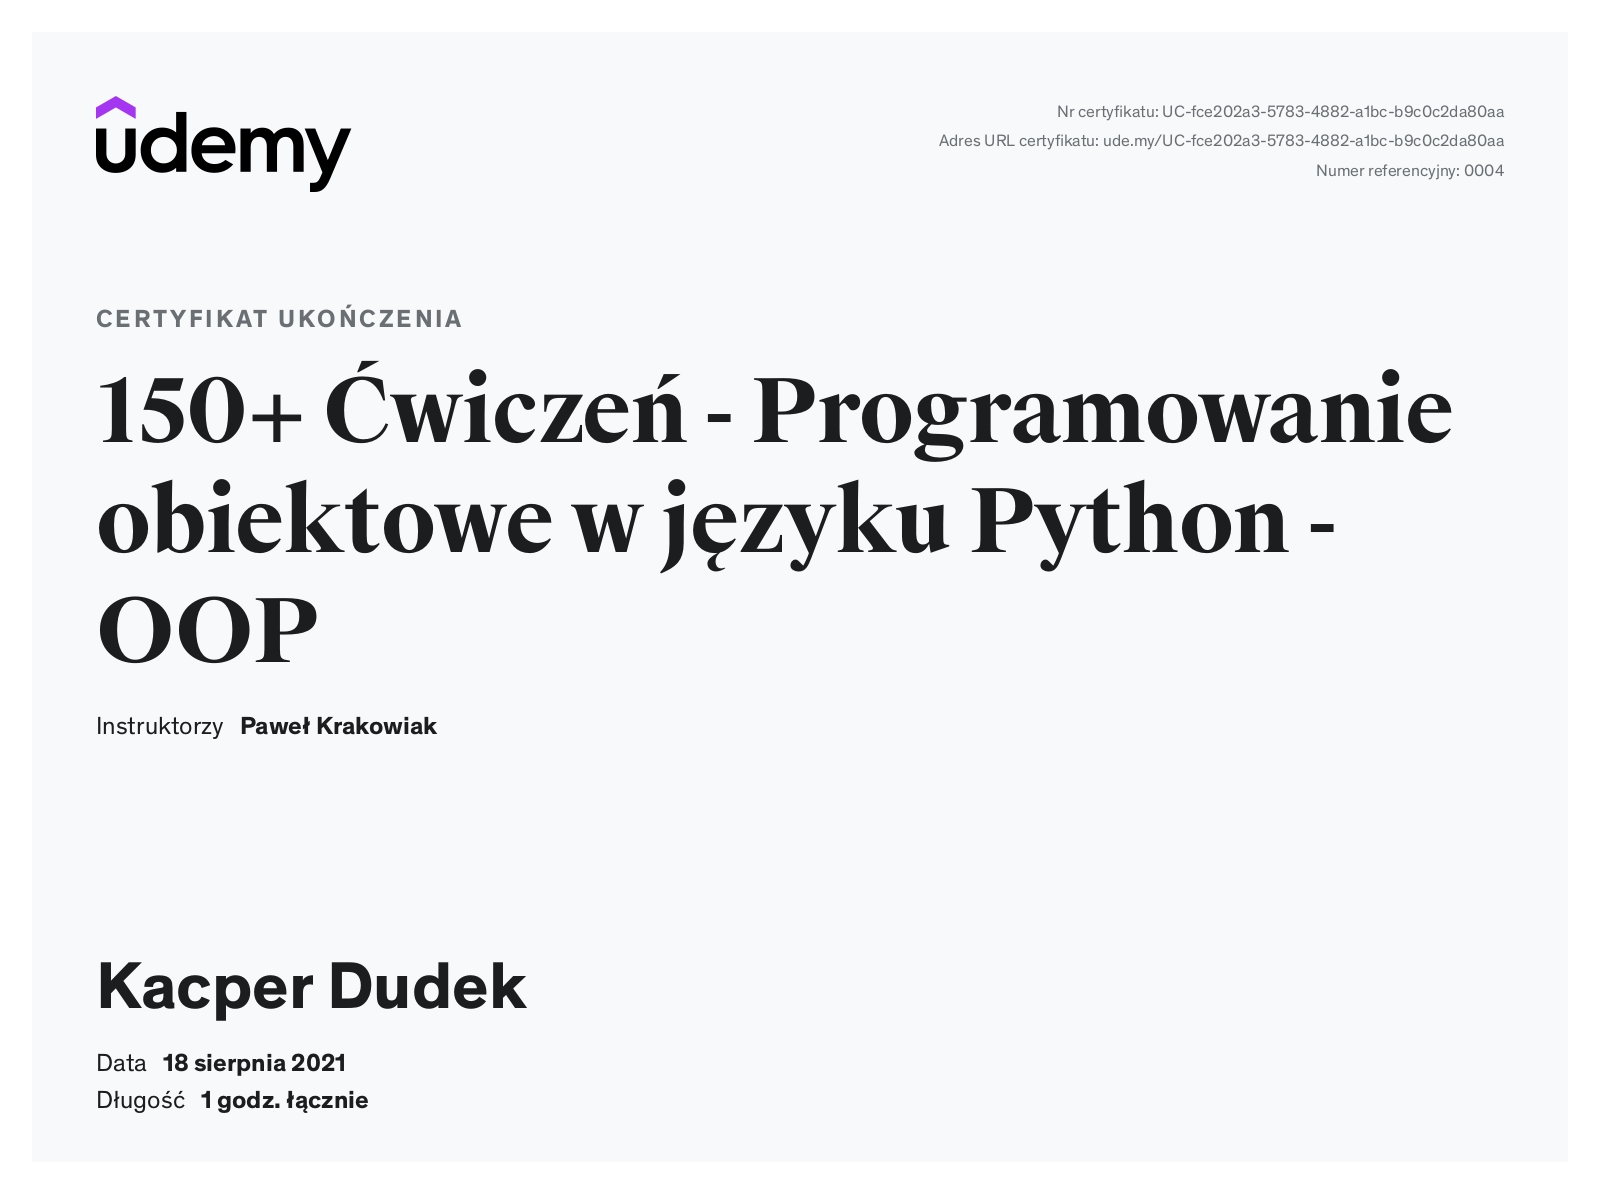 udemy
Nr certyfikatu: UC-fce202a3-5783-4882-a1bc-b9c0c2da80aa
Adres URL certyfikatu: ude.my/UC-fce202a3-5783-4882-a1bc-b9c0c2da80aa
Numer referencyjny: 0004
CERTYFIKAT UKOŃCZENIA
150+ Ćwiczeń - Programowanie
obiektowe w języku Python -
OOP
Instruktorzy Paweł Krakowiak
Kacper Dudek
Data 18 sierpnia 2021
Długość 1 godz. łącznie